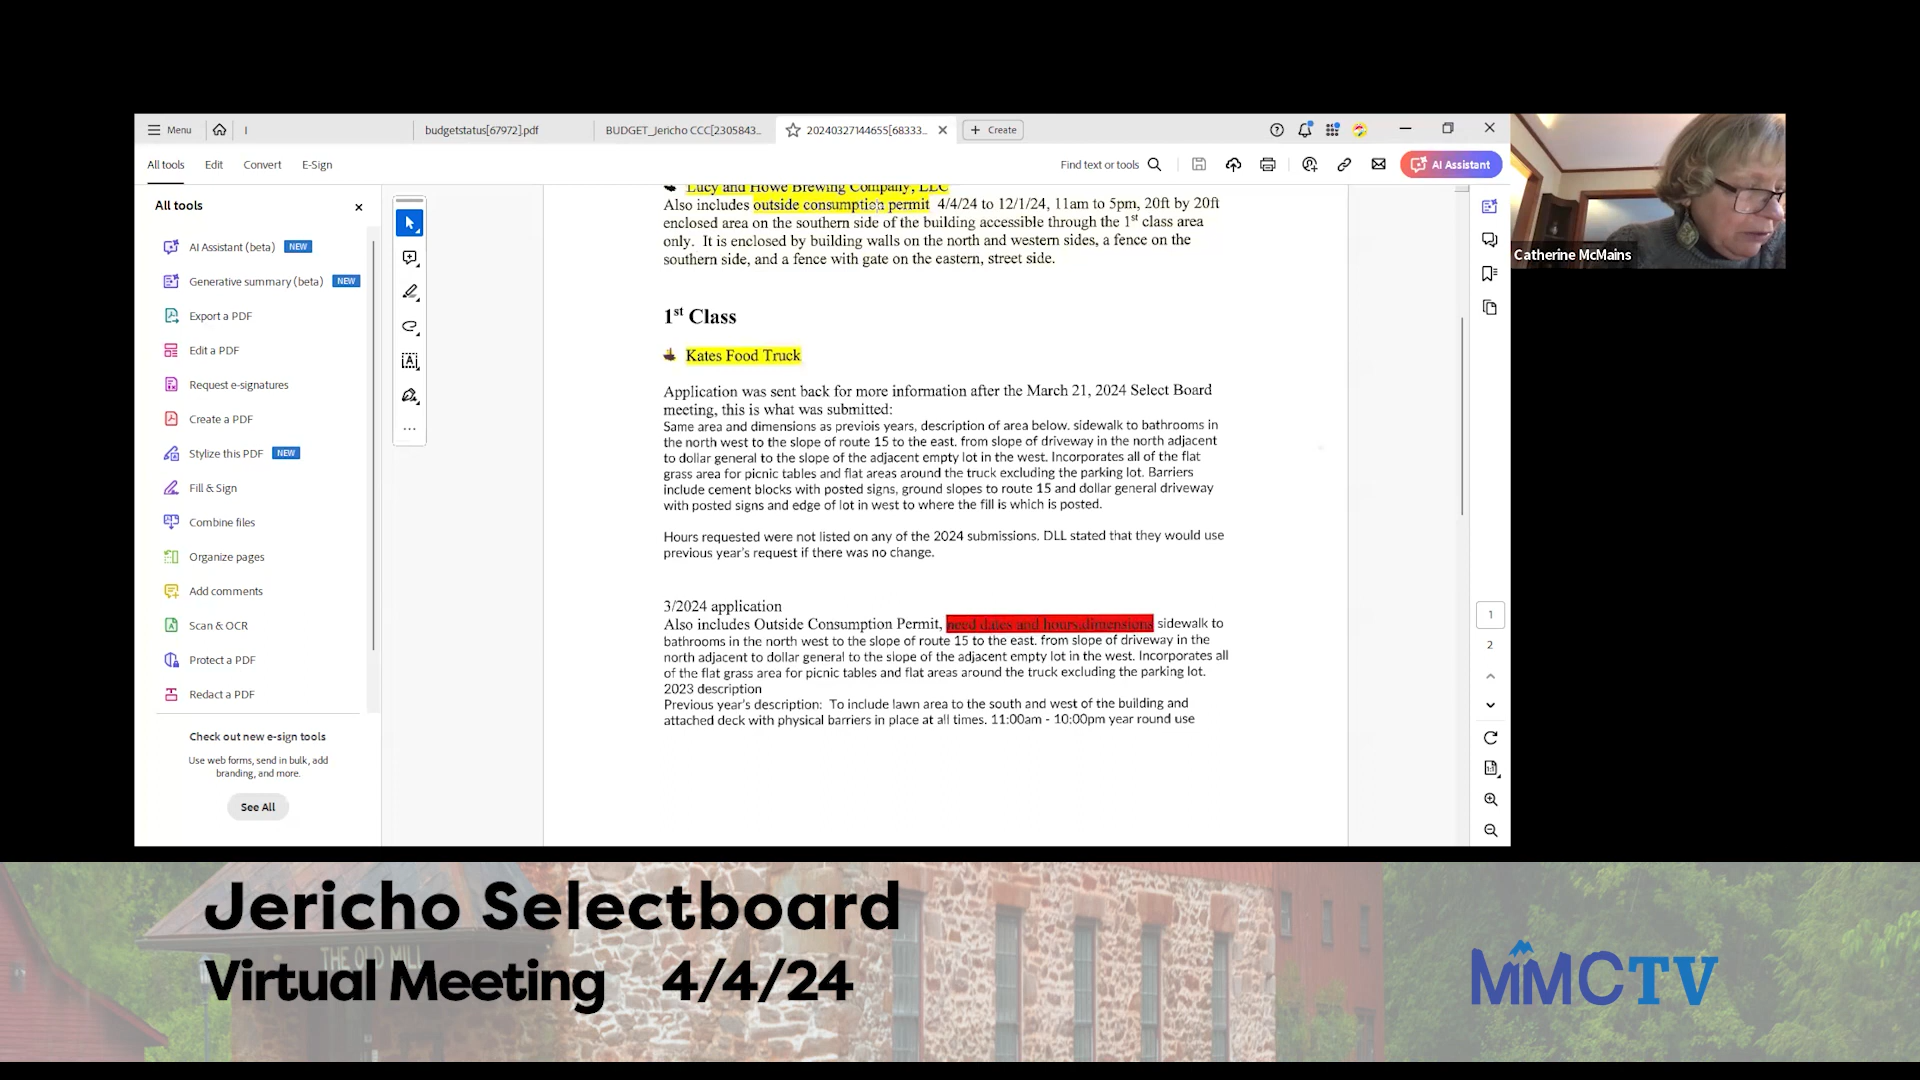 Menu
I
budgetstatus[67972].pdf
BUDGET_Jericho CCC[2305843...
20240327144655[68333...
Create
All tools
Edit
Convert
E-Sign
Find text or tools
AI Assistant
All tools
AI Assistant (beta) NEW
Generative summary (beta) NEW
Export a PDF
Edit a PDF
Request e-signatures
Create a PDF
Stylize this PDF NEW
Fill & Sign
Combine files
Organize pages
Add comments
Scan & OCR
Protect a PDF
Redact a PDF
Check out new e-sign tools
Use web forms, send in bulk, add
branding, and more.
See All
Lucy and Howe Brewing Company, LLC
Also includes outside consumption permit 4/4/24 to 12/1/24, 11am to 5pm, 20ft by 20ft
enclosed area on the southern side of the building accessible through the 1st class area
only. It is enclosed by building walls on the north and western sides, a fence on the
southern side, and a fence with gate on the eastern, street side.
1st Class
Kates Food Truck
Application was sent back for more information after the March 21, 2024 Select Board
meeting, this is what was submitted:
Same area and dimensions as previois years, description of area below. sidewalk to bathrooms in
the north west to the slope of route 15 to the east. from slope of driveway in the north adjacent
to dollar general to the slope of the adjacent empty lot in the west. Incorporates all of the flat
grass area for picnic tables and flat areas around the truck excluding the parking lot. Barriers
include cement blocks with posted signs, ground slopes to route 15 and dollar general driveway
with posted signs and edge of lot in west to where the fill is which is posted.
Hours requested were not listed on any of the 2024 submissions. DLL stated that they would use
previous year's request if there was no change.
3/2024 application
Also includes Outside Consumption Permit, need dates and hours,dimensions sidewalk to
bathrooms in the north west to the slope of route 15 to the east. from slope of driveway in the
north adjacent to dollar general to the slope of the adjacent empty lot in the west. Incorporates all
of the flat grass area for picnic tables and flat areas around the truck excluding the parking lot.
2023 description
Previous year's description: To include lawn area to the south and west of the building and
attached deck with physical barriers in place at all times. 11:00am - 10:00pm year round use
1
2
Catherine McMains
THE OLD MILL
Jericho Selectboard
Virtual Meeting 4/4/24
MMCTV